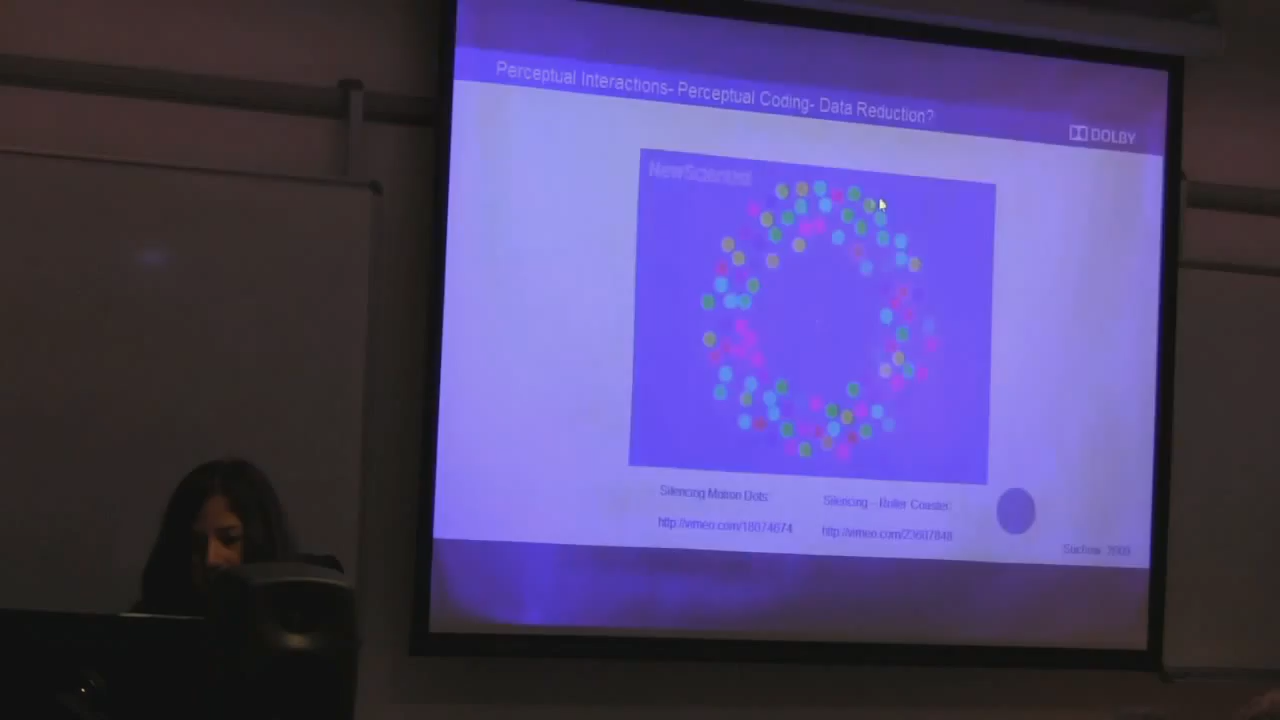 Perceptual Interactions- Perceptual Coding- Data Reduction?
DOLBY
NewScientist
Silencing Motion Dots:
Silencing - Roller Coaster:
http://vimeo.com/18074674
http://vimeo.com/23607848
2009